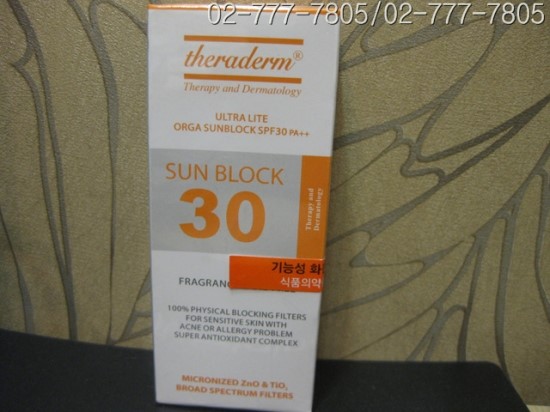 02-777-7805/02-777-7805
theraderm®
Therapy and Dermatology
ULTRA LITE
ORGA SUNBLOCK SPF30 PA++
SUN BLOCK
30
Therapy and
Dermatology
기능성
식품의약
100% PHYSICAL BLOCKING FILTERS
FOR SENSITIVE SKIN WITH
ACNE OR ALLERGY PROBLEM
SUPER ANTIOXIDANT COMPLEX
MICRONIZED ZnO & TiO₂
BROAD SPECTRUM FILTERS